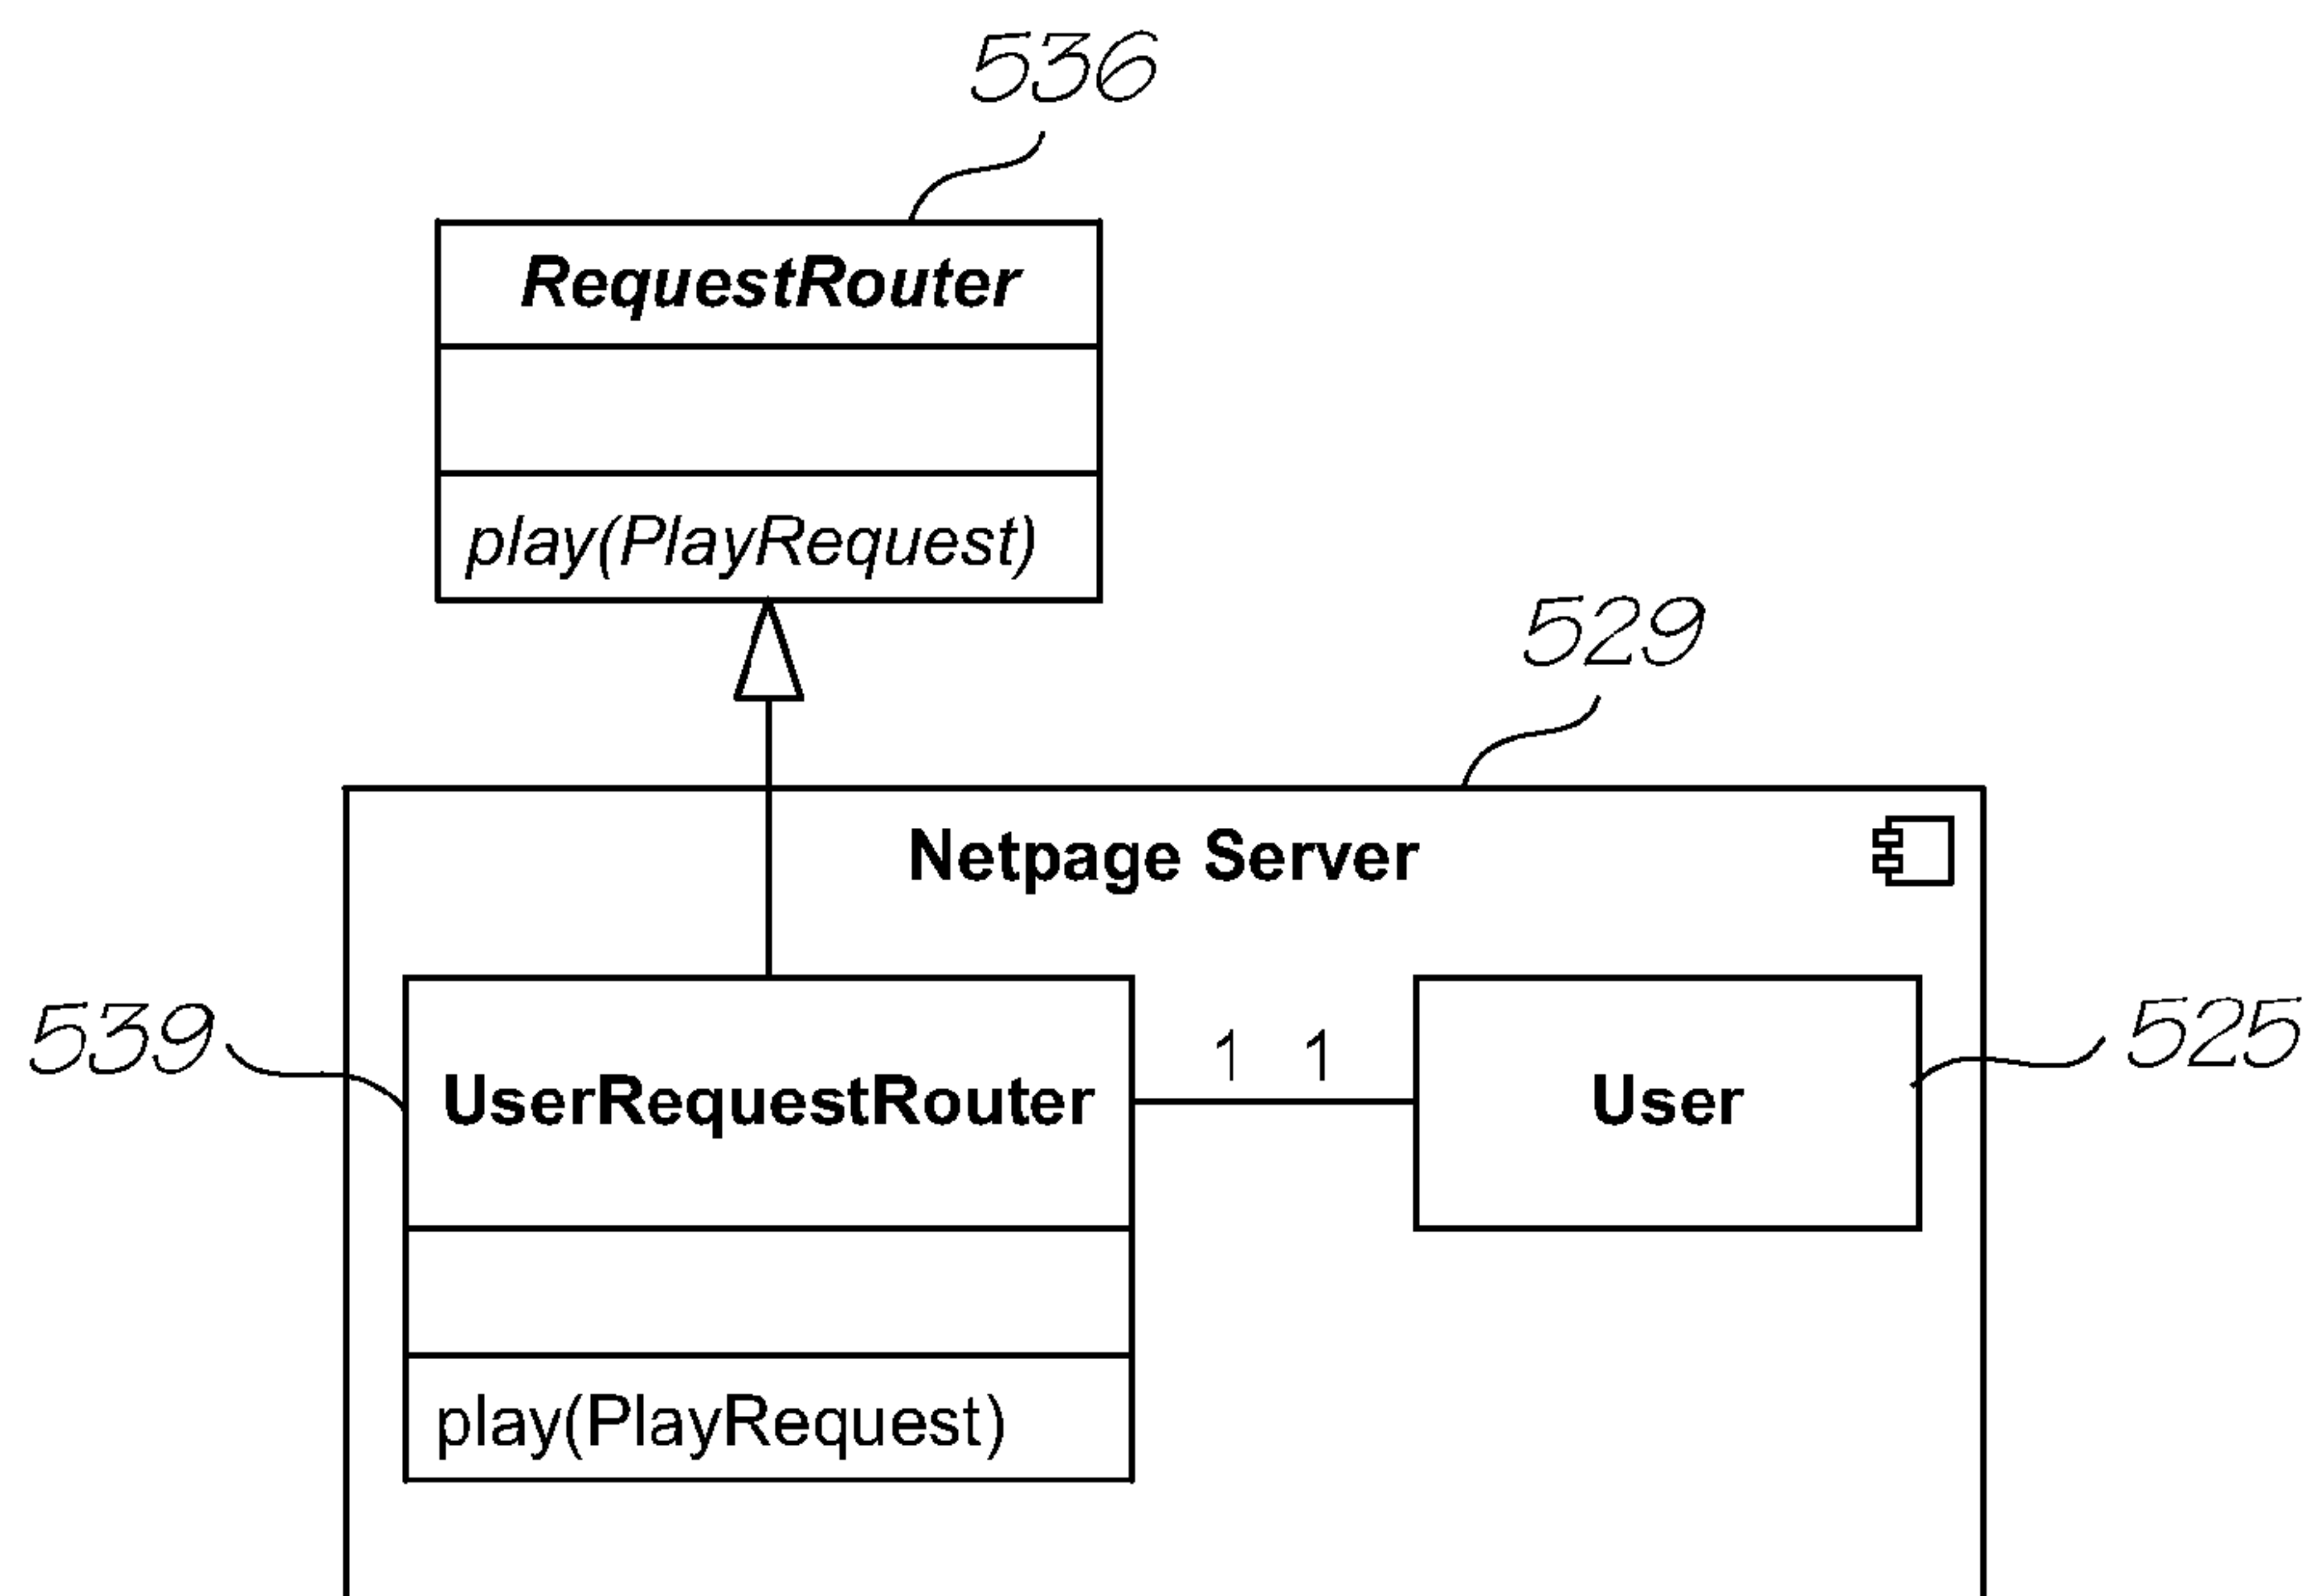 536
RequestRouter
play(PlayRequest)
529
Netpage Server
539
UserRequestRouter
1 1
User
525
play(PlayRequest)